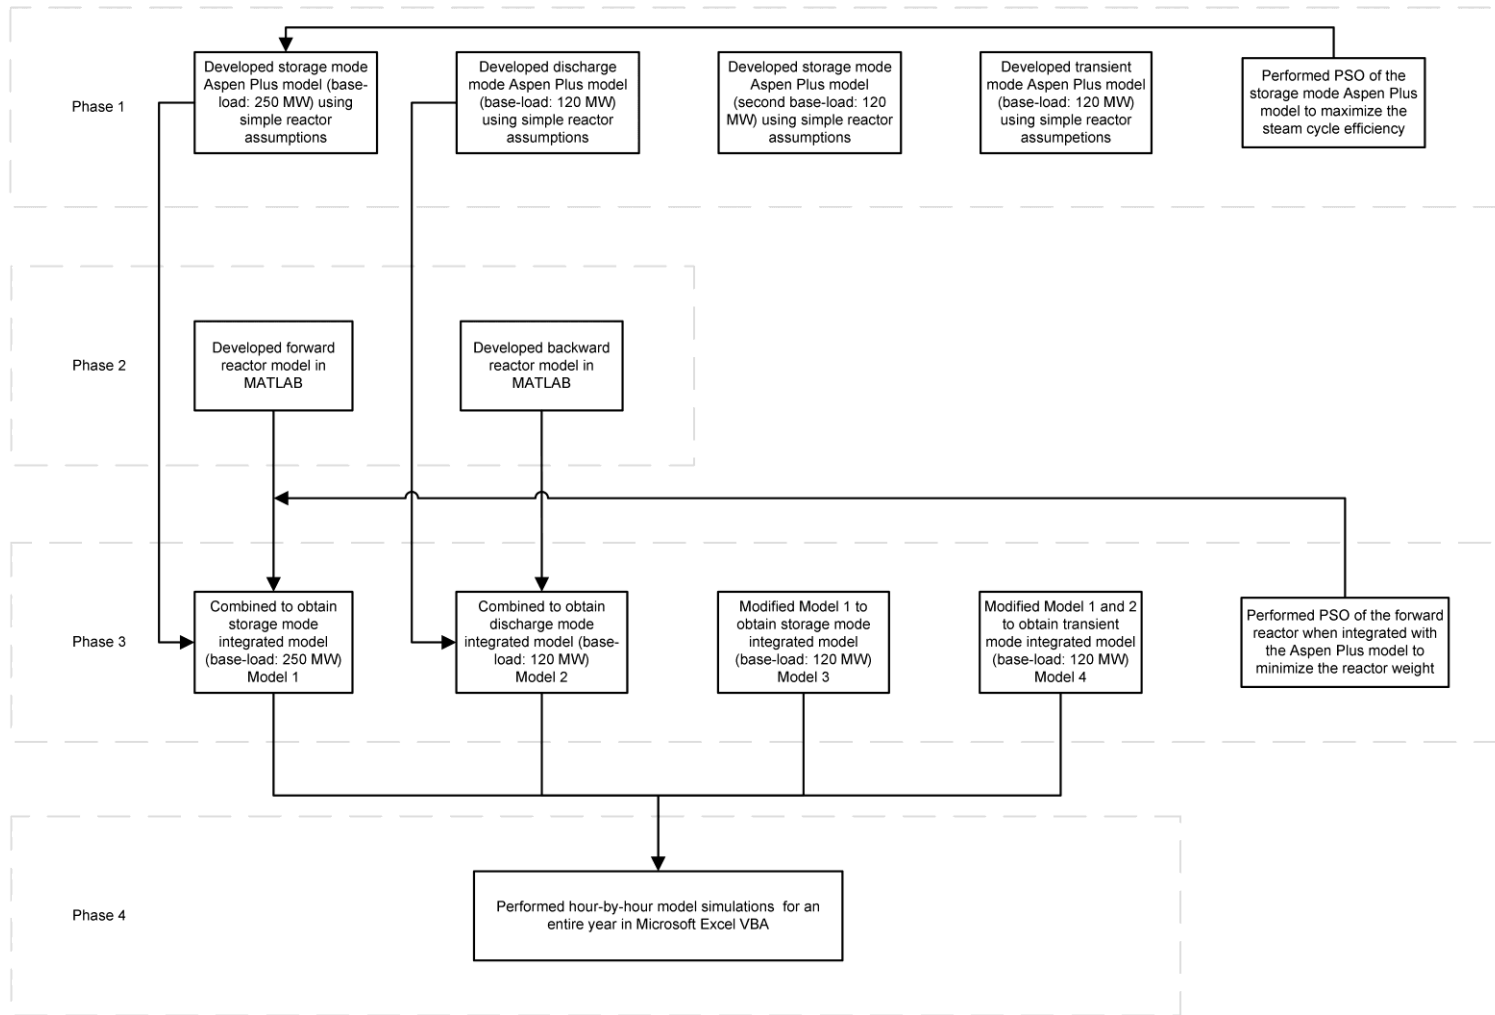 Phase 1
Developed storage mode
Aspen Plus model (base-
load: 250 MW) using
simple reactor
assumptions
Developed discharge
mode Aspen Plus model
(base-load: 120 MW)
using simple reactor
assumptions
Developed storage mode
Aspen Plus model
(second base-load: 120
MW) using simple reactor
assumptions
Developed transient
mode Aspen Plus model
(base-load: 120 MW)
using simple reactor
assumpetions
Performed PSO of the
storage mode Aspen Plus
model to maximize the
steam cycle efficiency
Phase 2
Developed forward
reactor model in
MATLAB
Developed backward
reactor model in
MATLAB
Phase 3
Combined to obtain
storage mode
integrated model
(base-load: 250 MW)
Model 1
Combined to obtain
discharge mode
integrated model (base-
load: 120 MW)
Model 2
Modified Model 1 to
obtain storage mode
integrated model
(base-load: 120 MW)
Model 3
Modified Model 1 and 2
to obtain transient
mode integrated model
(base-load: 120 MW)
Model 4
Performed PSO of the forward
reactor when integrated with
the Aspen Plus model to
minimize the reactor weight
Phase 4
Performed hour-by-hour model simulations for an
entire year in Microsoft Excel VBA